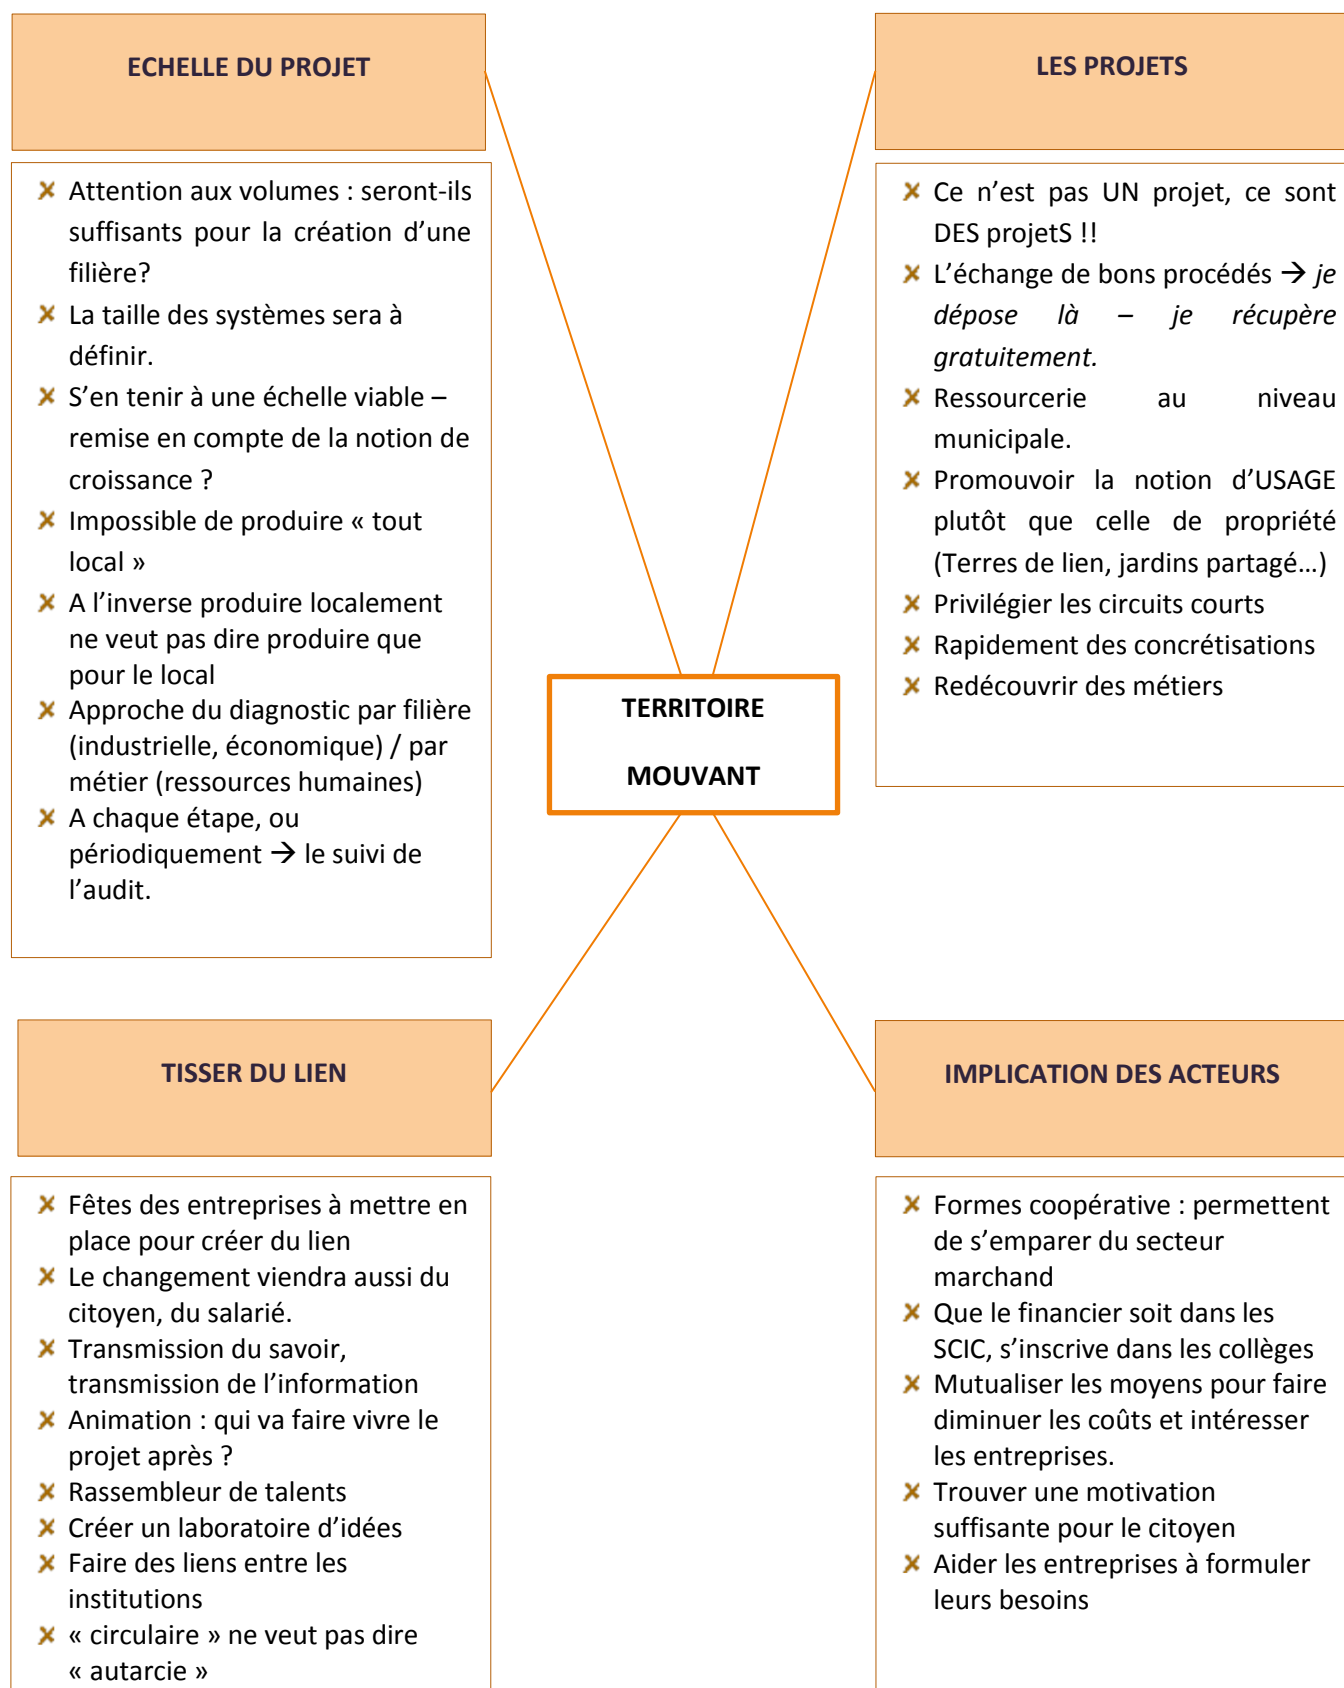 ECHELLE DU PROJET
Attention aux volumes : seront-ils
suffisants pour la création d’une
filière?
La taille des systèmes sera à
définir.
S’en tenir à une échelle viable –
remise en compte de la notion de
croissance ?
Impossible de produire « tout
local »
A l’inverse produire localement
ne veut pas dire produire que
pour le local
Approche du diagnostic par filière
(industrielle, économique) / par
métier (ressources humaines)
A chaque étape, ou
périodiquement → le suivi de
l’audit.
LES PROJETS
Ce n’est pas UN projet, ce sont
DES projetS !!
L’échange de bons procédés → je
dépose là – je récupère
gratuitement.
Ressourcerie au niveau
municipale.
Promouvoir la notion d’USAGE
plutôt que celle de propriété
(Terres de lien, jardins partagé…)
Privilégier les circuits courts
Rapidement des concrétisations
Redécouvrir des métiers
TERRITOIRE
MOUVANT
TISSER DU LIEN
Fêtes des entreprises à mettre en
place pour créer du lien
Le changement viendra aussi du
citoyen, du salarié.
Transmission du savoir,
transmission de l’information
Animation : qui va faire vivre le
projet après ?
Rassembleur de talents
Créer un laboratoire d’idées
Faire des liens entre les
institutions
« circulaire » ne veut pas dire
« autarcie »
IMPLICATION DES ACTEURS
Formes coopérative : permettent
de s’emparer du secteur
marchand
Que le financier soit dans les
SCIC, s’inscrive dans les collèges
Mutualiser les moyens pour faire
diminuer les coûts et intéresser
les entreprises.
Trouver une motivation
suffisante pour le citoyen
Aider les entreprises à formuler
leurs besoins